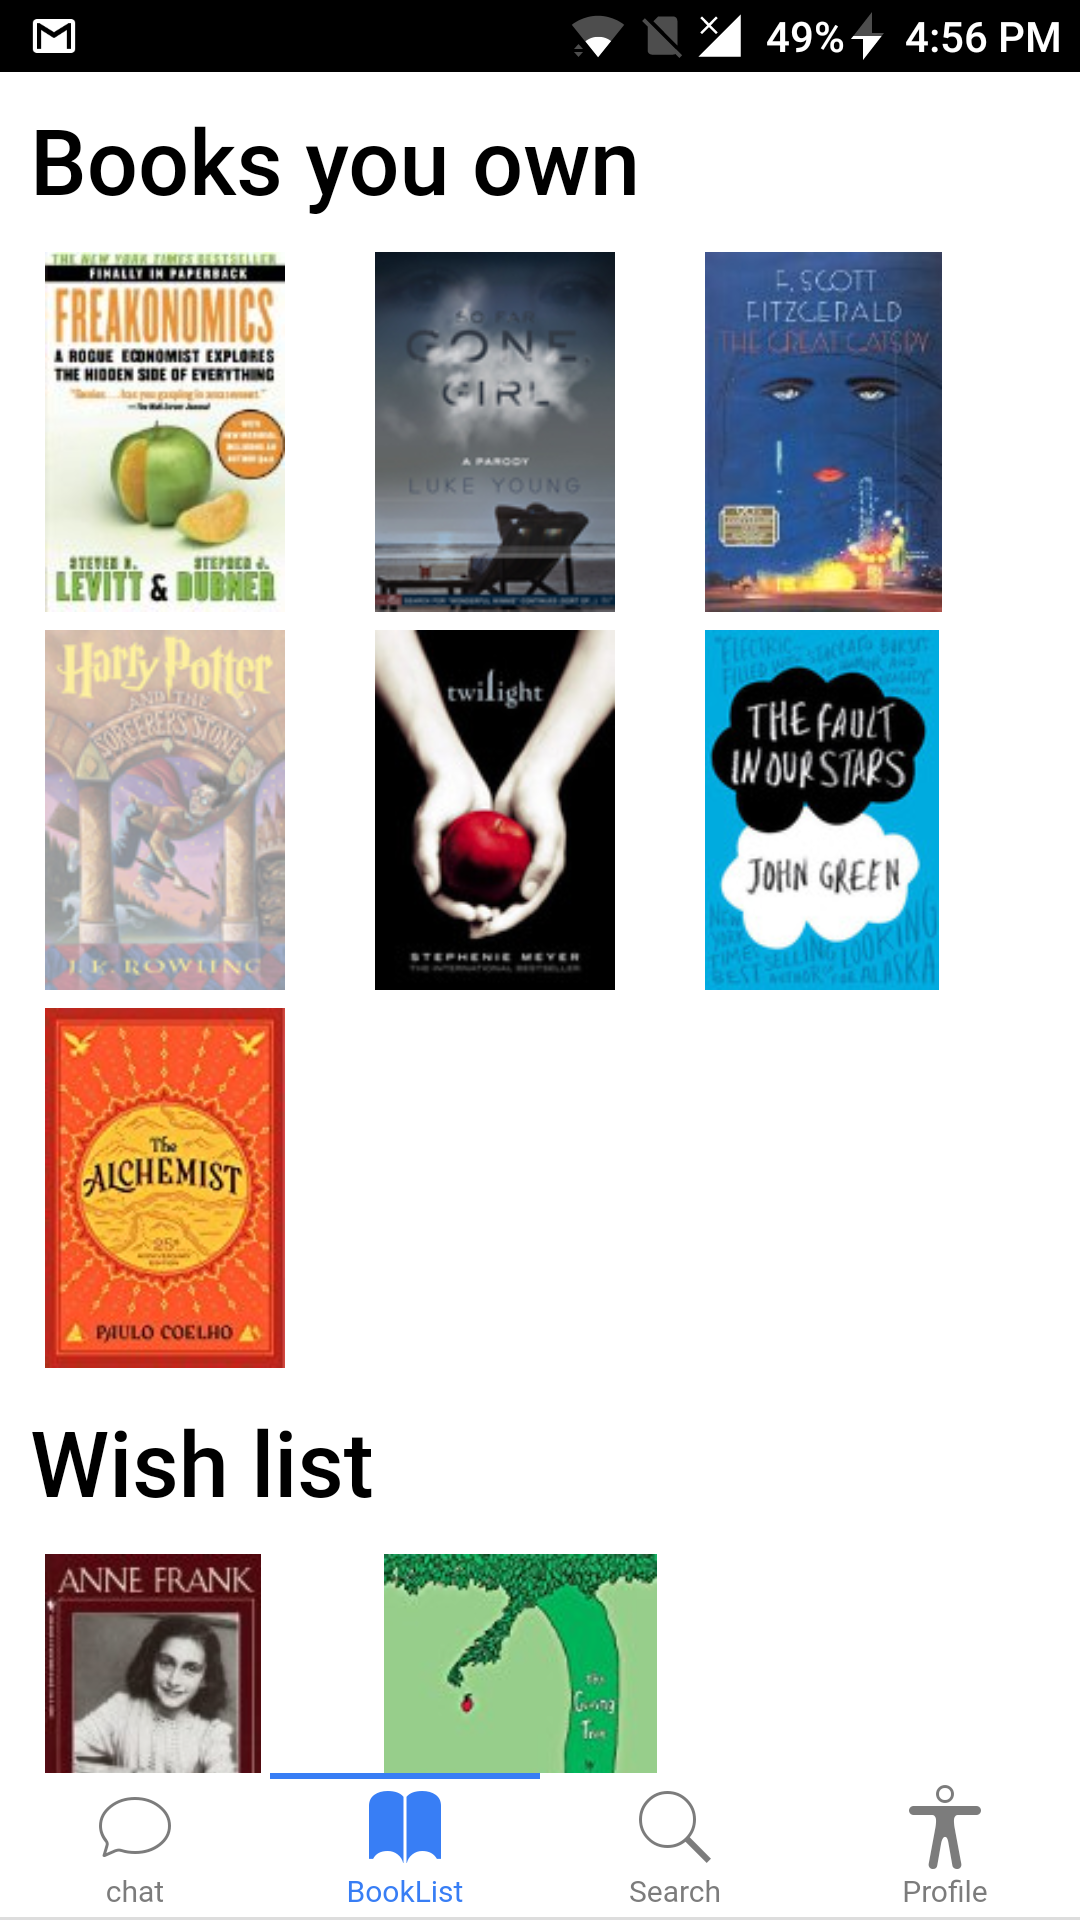 49% 4:56 PM
Books you own
THE NEW YORK TIMES BESTSELLER
FINALLY IN PAPERBACK
FREAKONOMICS
A ROGUE ECONOMIST EXPLORES
THE HIDDEN SIDE OF EVERYTHING
STEVEN D. STEPHEN J.
LEVITT & DUBNER
SO FAR
GONE,
GIRL
A PARODY
LUKE YOUNG
F. SCOTT
FITZGERALD
THE GREAT GATSBY
Harry Potter
AND THE
SORCERER'S STONE
J. K. ROWLING
twilight
STEPHENIE MEYER
THE INTERNATIONAL BESTSELLER
THE FAULT
IN OUR STARS
JOHN GREEN
The
ALCHEMIST
25th
ANNIVERSARY
EDITION
PAULO COELHO
Wish list
ANNE FRANK
the
Giving
Tree
by
chat
BookList
Search
Profile